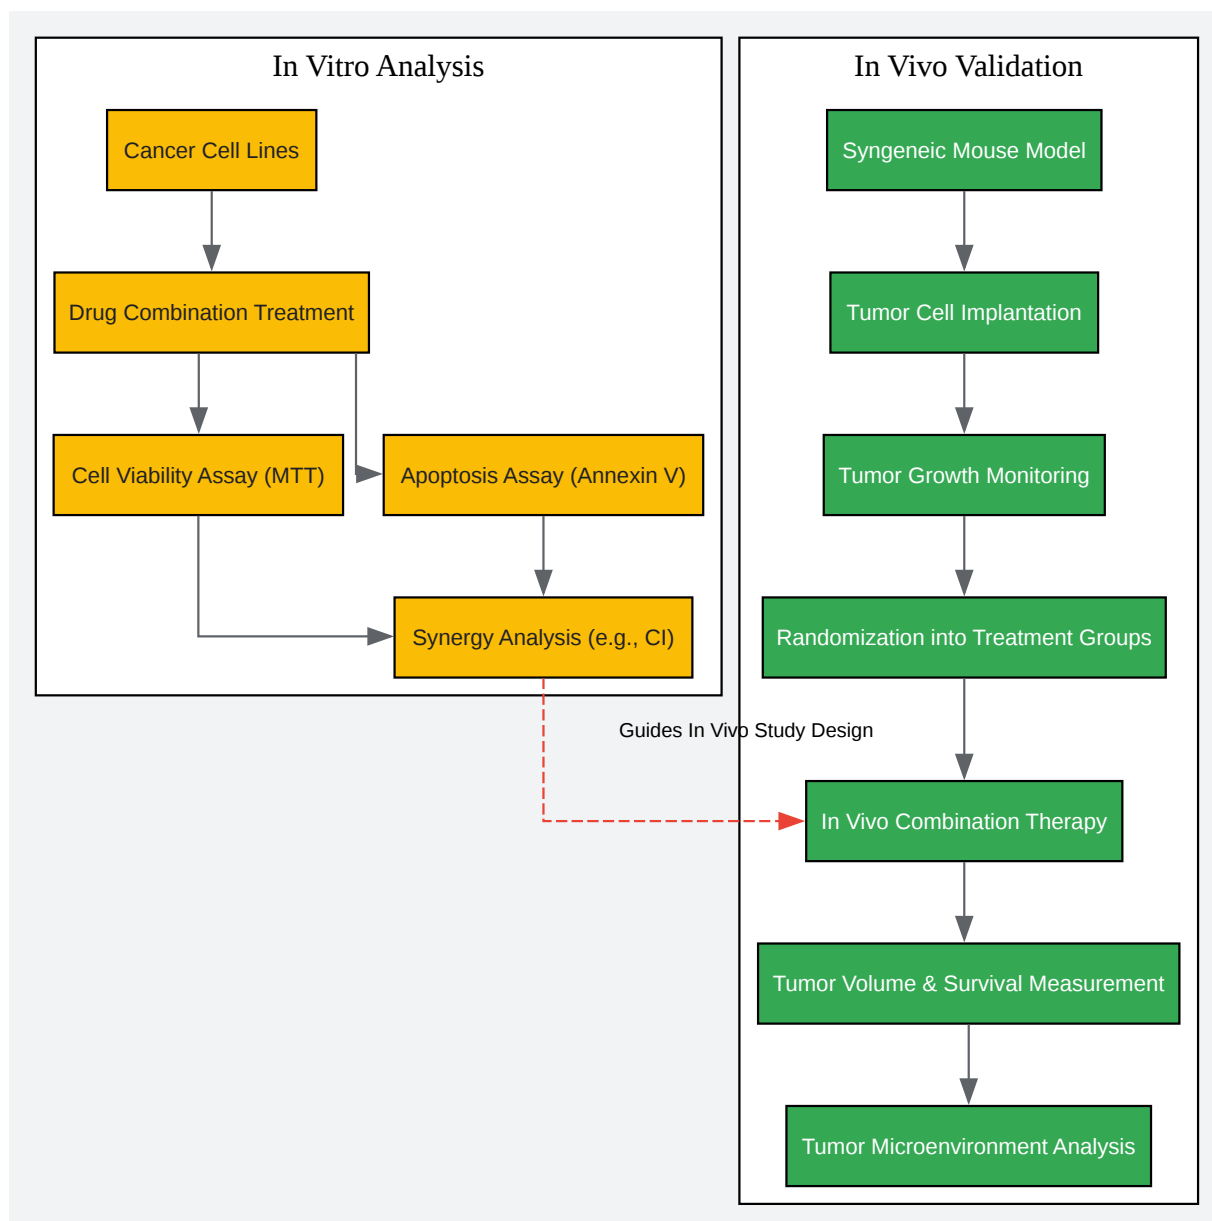 In Vitro Analysis
Cancer Cell Lines
Drug Combination Treatment
Cell Viability Assay (MTT)
Apoptosis Assay (Annexin V)
Synergy Analysis (e.g., CI)
Guides In Vivo Study Design
In Vivo Validation
Syngeneic Mouse Model
Tumor Cell Implantation
Tumor Growth Monitoring
Randomization into Treatment Groups
In Vivo Combination Therapy
Tumor Volume & Survival Measurement
Tumor Microenvironment Analysis